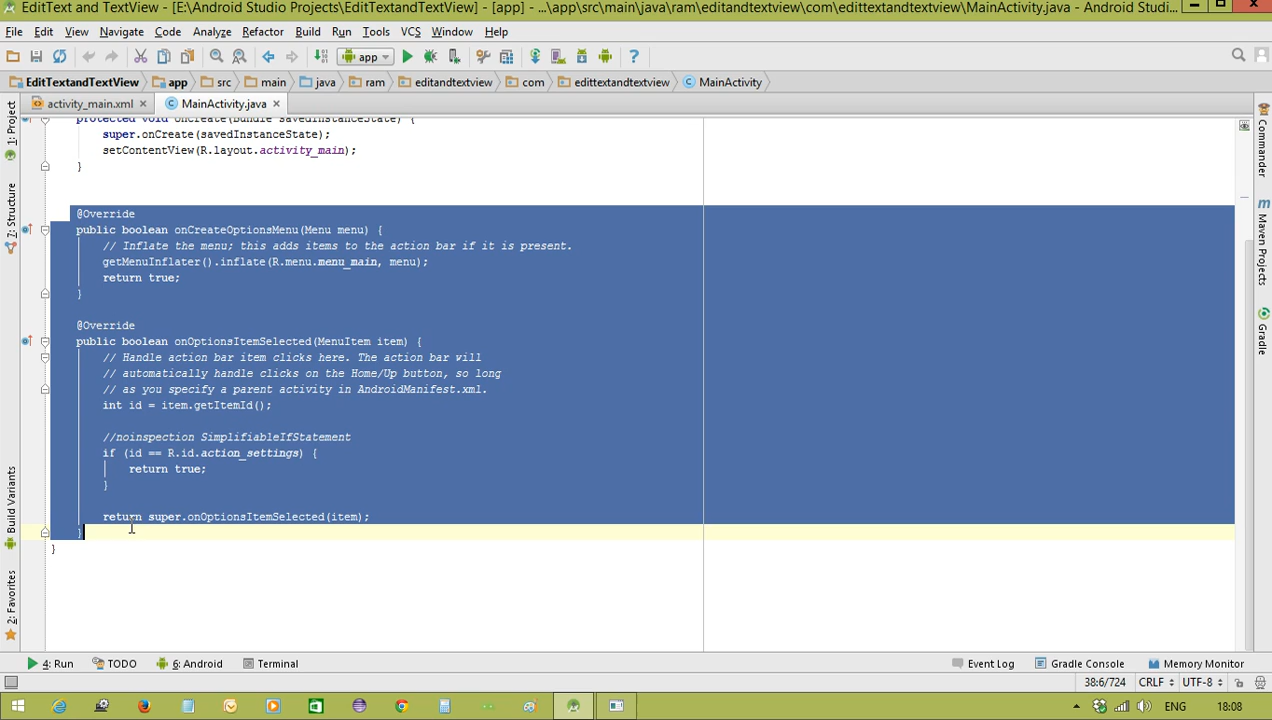 EditText and TextView - [E:\Android Studio Projects\EditTextandTextView] - [app] - ...\app\src\main\java\ram\editandtextview\com\edittextandtextview\MainActivity.java - Android Studi...
File Edit View Navigate Code Analyze Refactor Build Run Tools VCS Window Help
app
EditTextandTextView app src main java ram editandtextview com edittextandtextview MainActivity
activity_main.xml MainActivity.java
protected void onCreate(Bundle savedInstanceState) {
super.onCreate(savedInstanceState);
setContentView(R.layout.activity_main);
}
@Override
public boolean onCreateOptionsMenu(Menu menu) {
// Inflate the menu; this adds items to the action bar if it is present.
getMenuInflater().inflate(R.menu.menu_main, menu);
return true;
}
@Override
public boolean onOptionsItemSelected(MenuItem item) {
// Handle action bar item clicks here. The action bar will
// automatically handle clicks on the Home/Up button, so long
// as you specify a parent activity in AndroidManifest.xml.
int id = item.getItemId();
//noinspection SimplifiableIfStatement
if (id == R.id.action_settings) {
return true;
}
return super.onOptionsItemSelected(item);
}
}
1: Project
7: Structure
Build Variants
2: Favorites
Commander
Maven Projects
Gradle
4: Run TODO 6: Android Terminal Event Log Gradle Console Memory Monitor
38:6/724 CRLF UTF-8
ENG 18:08